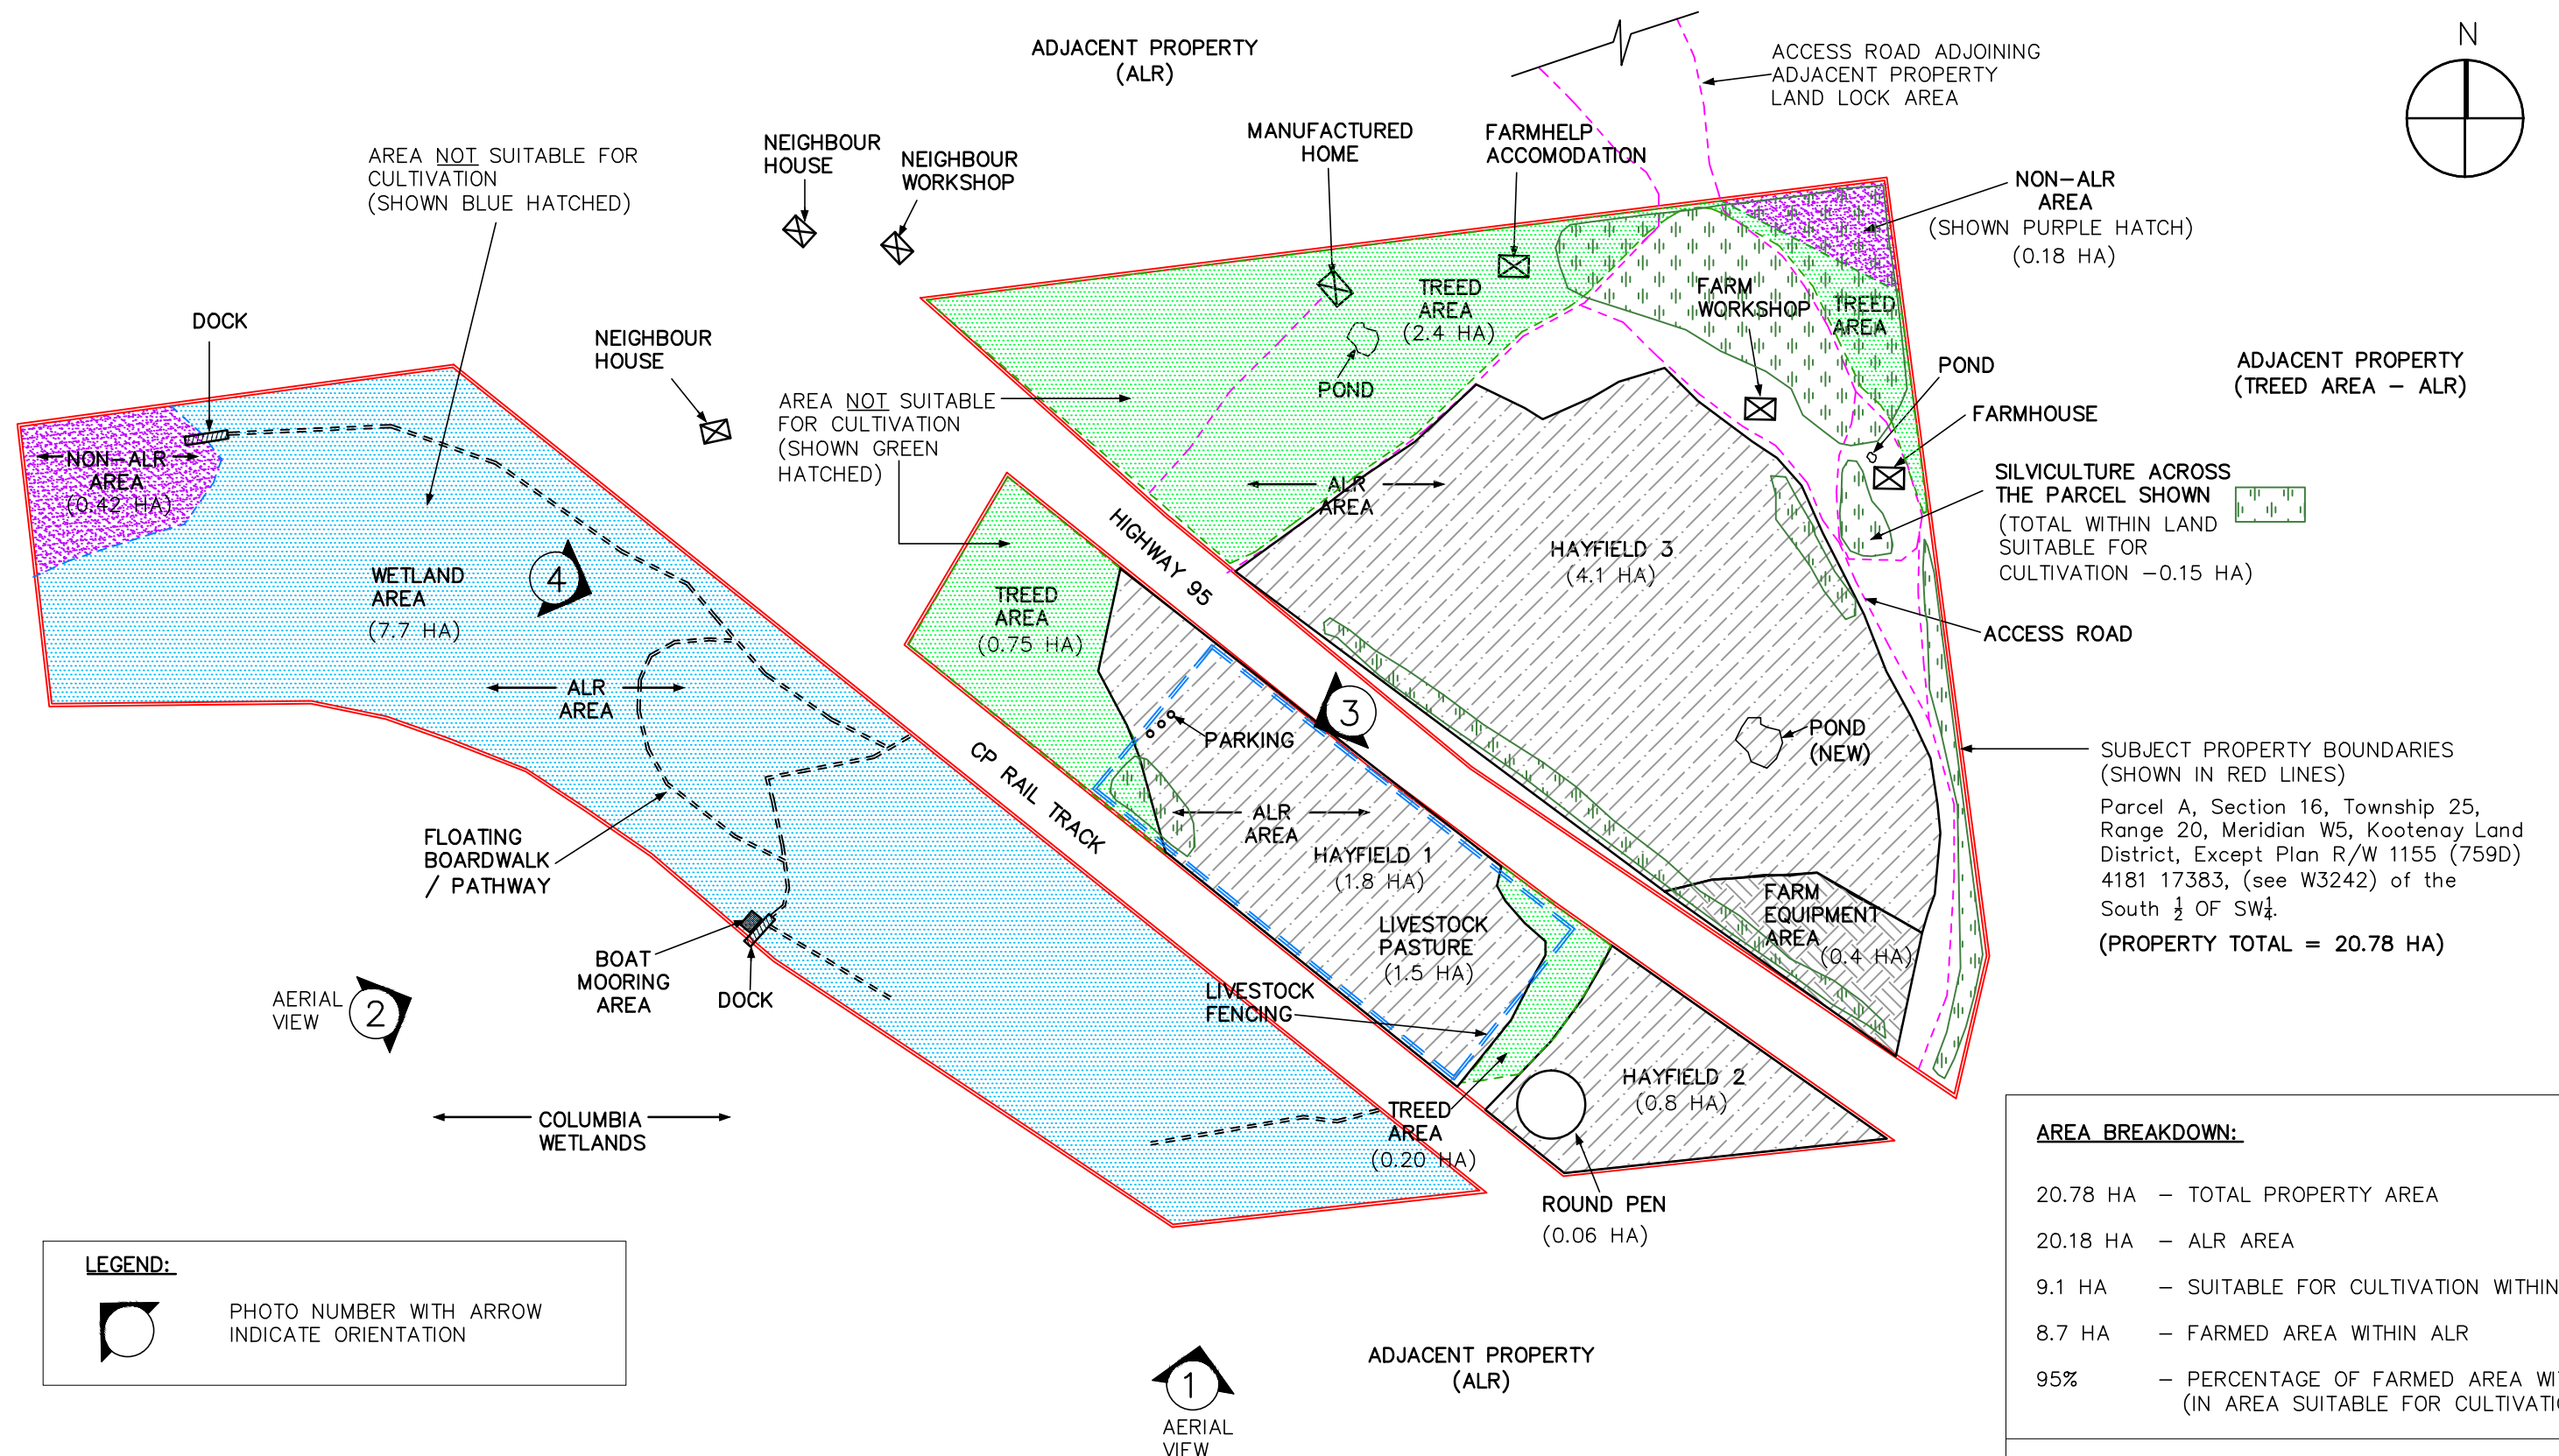 ADJACENT PROPERTY
(ALR)
ACCESS ROAD ADJOINING
ADJACENT PROPERTY
LAND LOCK AREA
N
AREA NOT SUITABLE FOR
CULTIVATION
(SHOWN BLUE HATCHED)
NEIGHBOUR
HOUSE
NEIGHBOUR
WORKSHOP
MANUFACTURED
HOME
FARMHELP
ACCOMODATION
NON-ALR
AREA
(SHOWN PURPLE HATCH)
(0.18 HA)
DOCK
NEIGHBOUR
HOUSE
TREED
AREA
(2.4 HA)
FARM
WORKSHOP
TREED
AREA
POND
POND
FARMHOUSE
ADJACENT PROPERTY
(TREED AREA - ALR)
AREA NOT SUITABLE
FOR CULTIVATION
(SHOWN GREEN
HATCHED)
NON-ALR
AREA
(0.42 HA)
ALR
AREA
SILVICULTURE ACROSS
THE PARCEL SHOWN
(TOTAL WITHIN LAND
SUITABLE FOR
CULTIVATION -0.15 HA)
HIGHWAY 95
HAYFIELD 3
(4.1 HA)
WETLAND
AREA
(7.7 HA)
4
TREED
AREA
(0.75 HA)
ACCESS ROAD
ALR
AREA
3
PARKING
POND
(NEW)
CP RAIL TRACK
SUBJECT PROPERTY BOUNDARIES
(SHOWN IN RED LINES)
Parcel A, Section 16, Township 25,
Range 20, Meridian W5, Kootenay Land
District, Except Plan R/W 1155 (759D)
4181 17383, (see W3242) of the
South ½ OF SW¼.
(PROPERTY TOTAL = 20.78 HA)
FLOATING
BOARDWALK
/ PATHWAY
ALR
AREA
HAYFIELD 1
(1.8 HA)
LIVESTOCK
PASTURE
(1.5 HA)
FARM
EQUIPMENT
AREA
(0.4 HA)
BOAT
MOORING
AREA
DOCK
LIVESTOCK
FENCING
AERIAL
VIEW
2
COLUMBIA
WETLANDS
TREED
AREA
(0.20 HA)
HAYFIELD 2
(0.8 HA)
ROUND PEN
(0.06 HA)
LEGEND:
PHOTO NUMBER WITH ARROW
INDICATE ORIENTATION
1
AERIAL
VIEW
ADJACENT PROPERTY
(ALR)
AREA BREAKDOWN:
20.78 HA - TOTAL PROPERTY AREA
20.18 HA - ALR AREA
9.1 HA - SUITABLE FOR CULTIVATION WITHIN
8.7 HA - FARMED AREA WITHIN ALR
95% - PERCENTAGE OF FARMED AREA
(IN AREA SUITABLE FOR